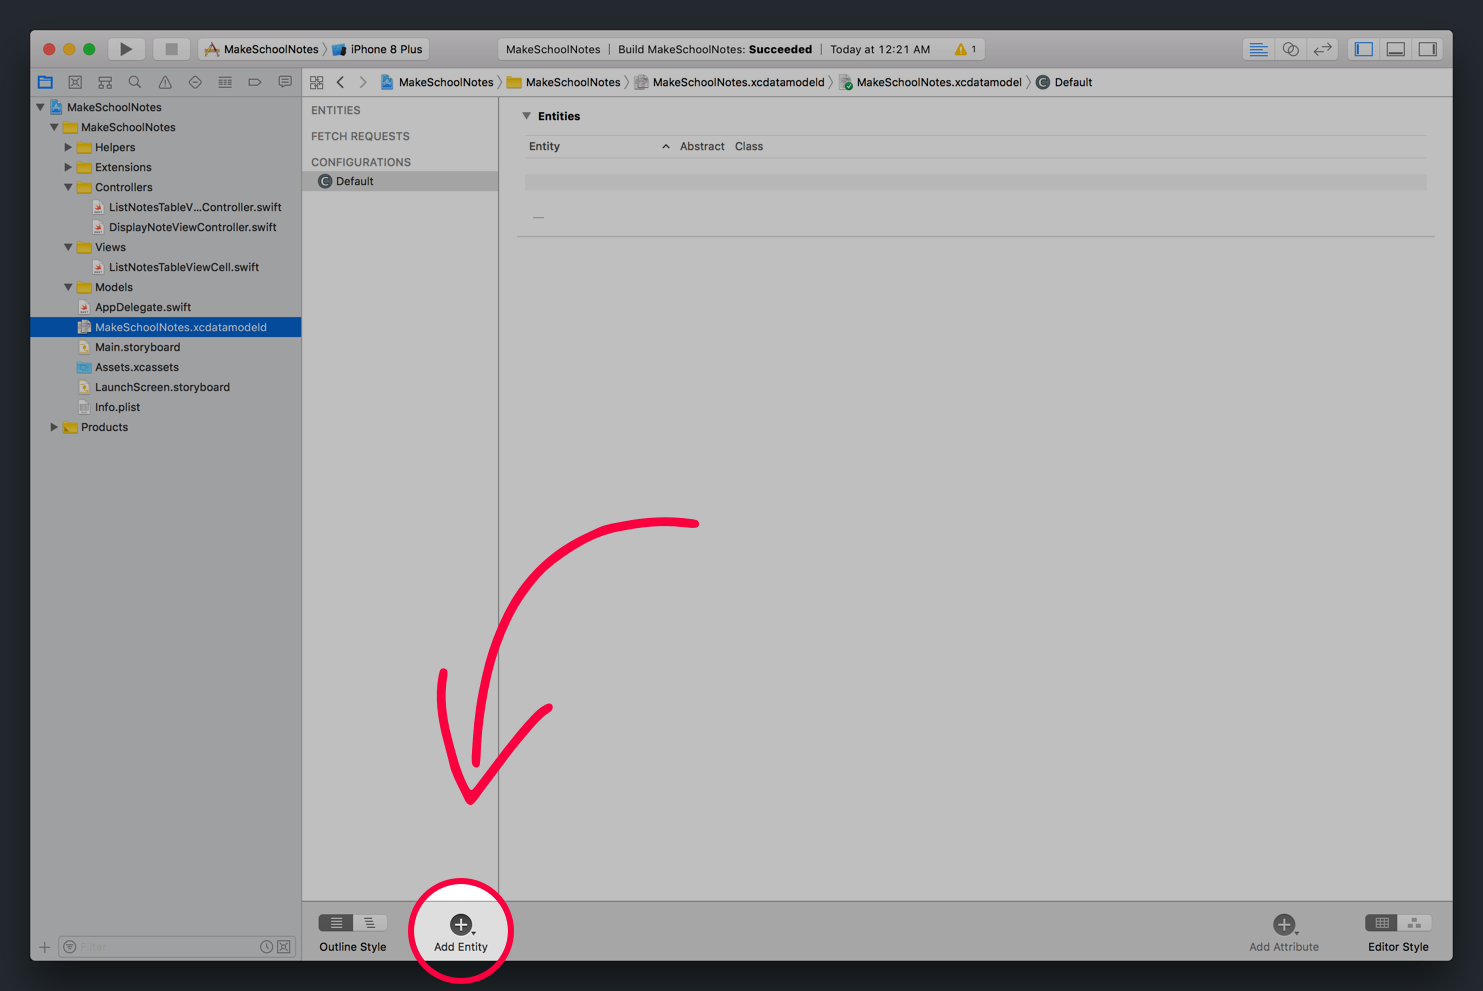 MakeSchoolNotes 〉 iPhone 8 Plus
MakeSchoolNotes | Build MakeSchoolNotes: Succeeded | Today at 12:21 AM 1
MakeSchoolNotes 〉 MakeSchoolNotes 〉 MakeSchoolNotes.xcdatamodeld 〉 MakeSchoolNotes.xcdatamodel 〉 C Default
MakeSchoolNotes
MakeSchoolNotes
Helpers
Extensions
Controllers
ListNotesTableV...Controller.swift
DisplayNoteViewController.swift
Views
ListNotesTableViewCell.swift
Models
AppDelegate.swift
MakeSchoolNotes.xcdatamodeld
Main.storyboard
Assets.xcassets
LaunchScreen.storyboard
Info.plist
Products
Filter
ENTITIES
FETCH REQUESTS
CONFIGURATIONS
C Default
Entities
Entity Abstract Class
Outline Style
Add Entity
Add Attribute
Editor Style